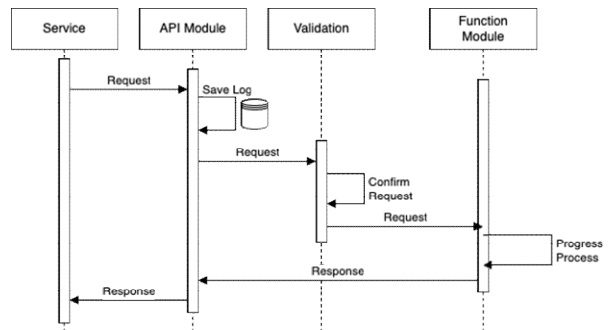 Service
API Module
Validation
Function
Module
Request
Save Log
Request
Confirm
Request
Request
Progress
Process
Response
Response